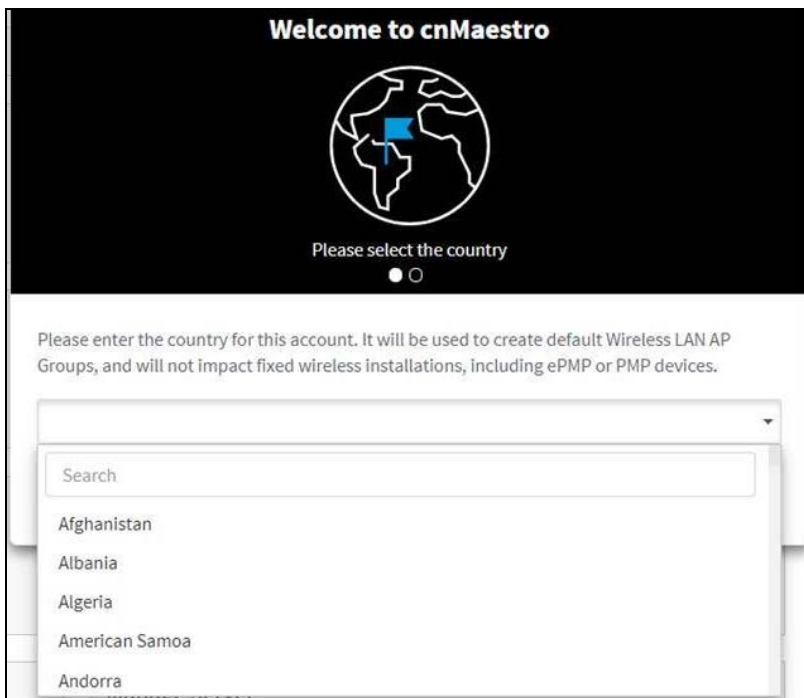 Welcome to cnMaestro
Please select the country
Please enter the country for this account. It will be used to create default Wireless LAN AP
Groups, and will not impact fixed wireless installations, including ePMP or PMP devices.
Search
Afghanistan
Albania
Algeria
American Samoa
Andorra